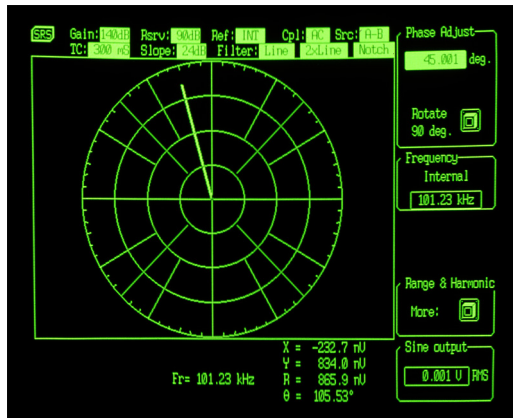 SRS Gain: 140dB Rsrv: 90dB Ref: INT Cpl: AC Src: A-B
TC: 300 mS Slope: 24dB Filter: Line 2xLine Notch
Phase Adjust
45.001 deg.
Rotate
90 deg.
Frequency
Internal
101.23 kHz
Range & Harmonic
More:
Sine output
0.001 V RMS
X = -232.7 nV
Y = 834.0 nV
Fr= 101.23 kHz R = 865.9 nV
θ = 105.53°